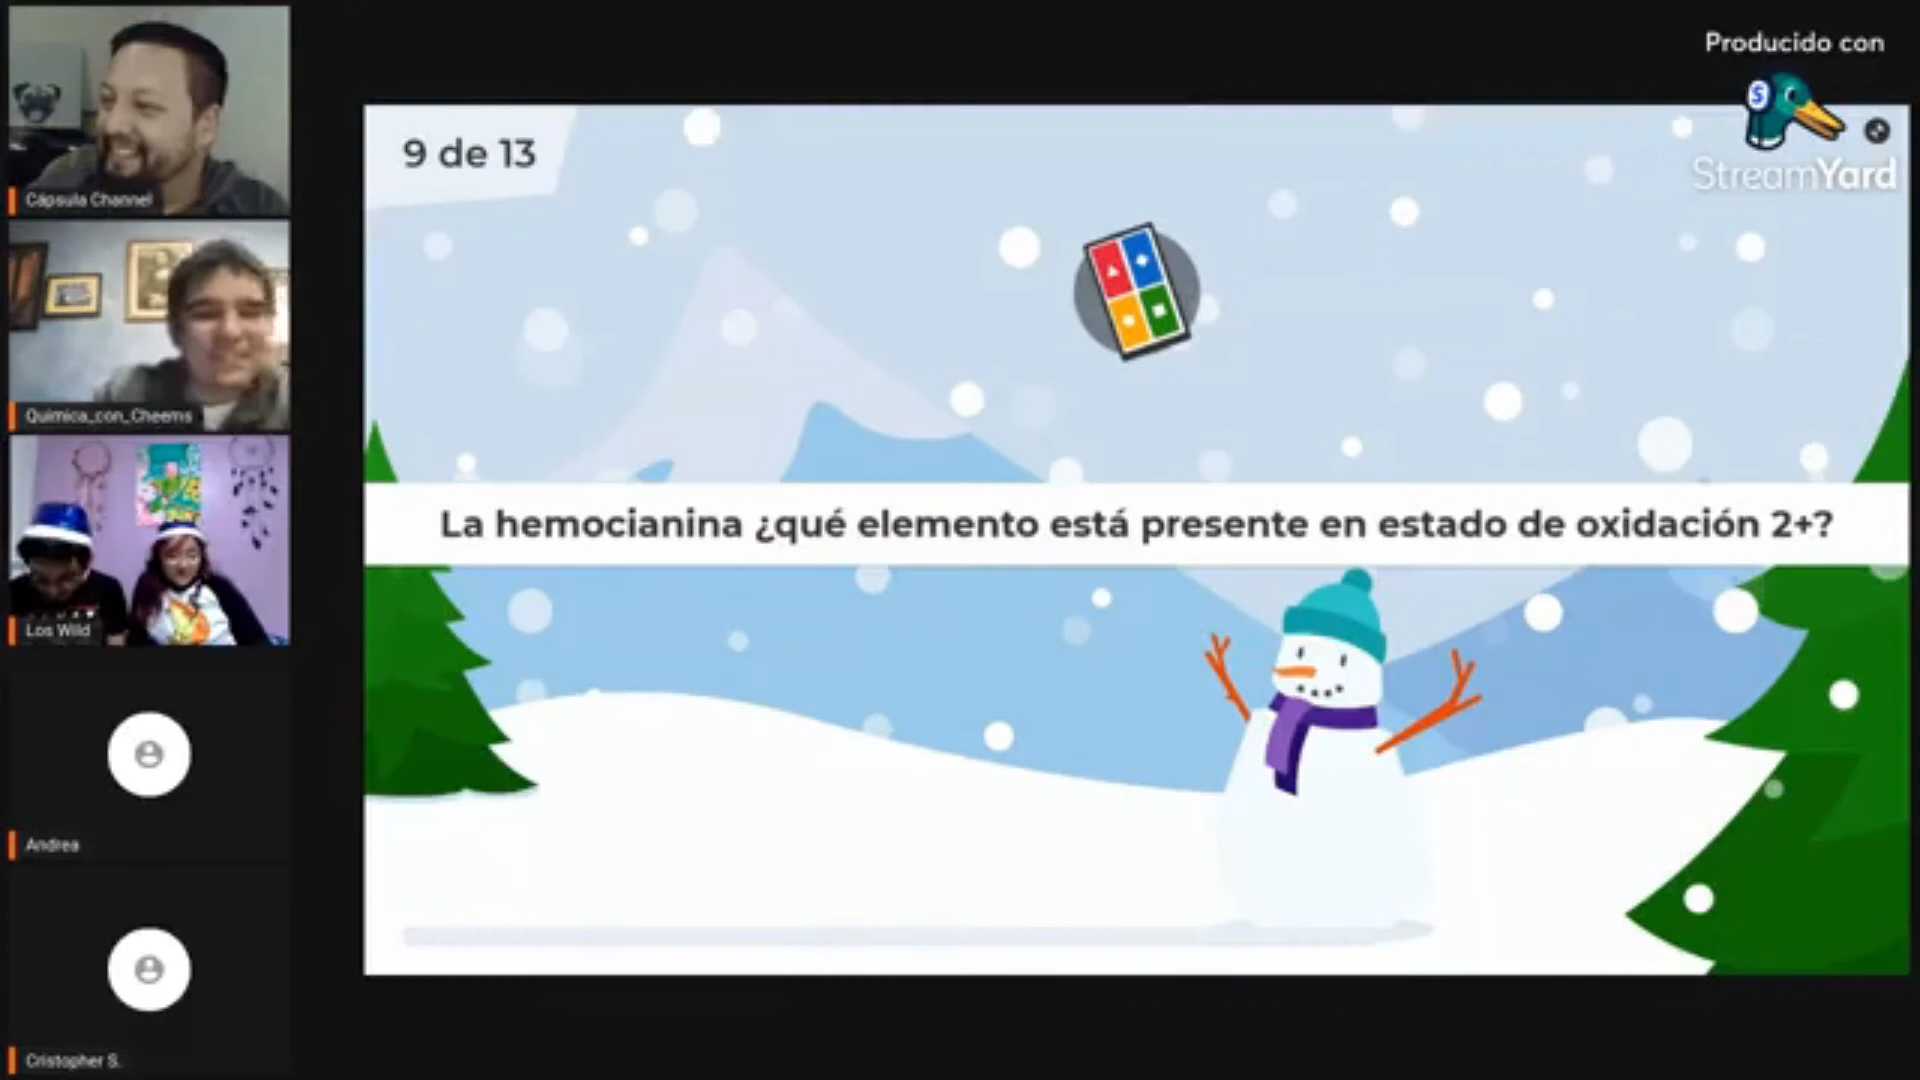 Producido con
StreamYard
9 de 13
La hemocianina ¿qué elemento está presente en estado de oxidación 2+?
Cápsula Channel
Quimica_con_Cheems
Los Wild
Andrea
Cristopher S.